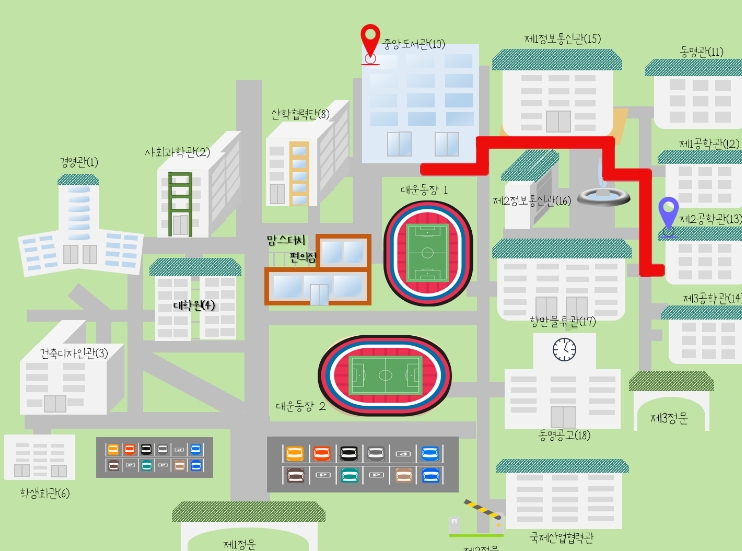 중앙도서관(10)
제1정보통신관(15)
동명관(11)
산학협력단(8)
사회과학관(2)
경영관(1)
제1공학관(12)
대운동장 1
제2정보통신관(16)
제2공학관(13)
맘스터치
편의점
대학원(4)
제3공학관(14)
항만물류관(17)
건축디자인관(3)
대운동장 2
제3정문
동명공고(18)
학생회관(6)
국제산업협력관
제1정문
제2정문